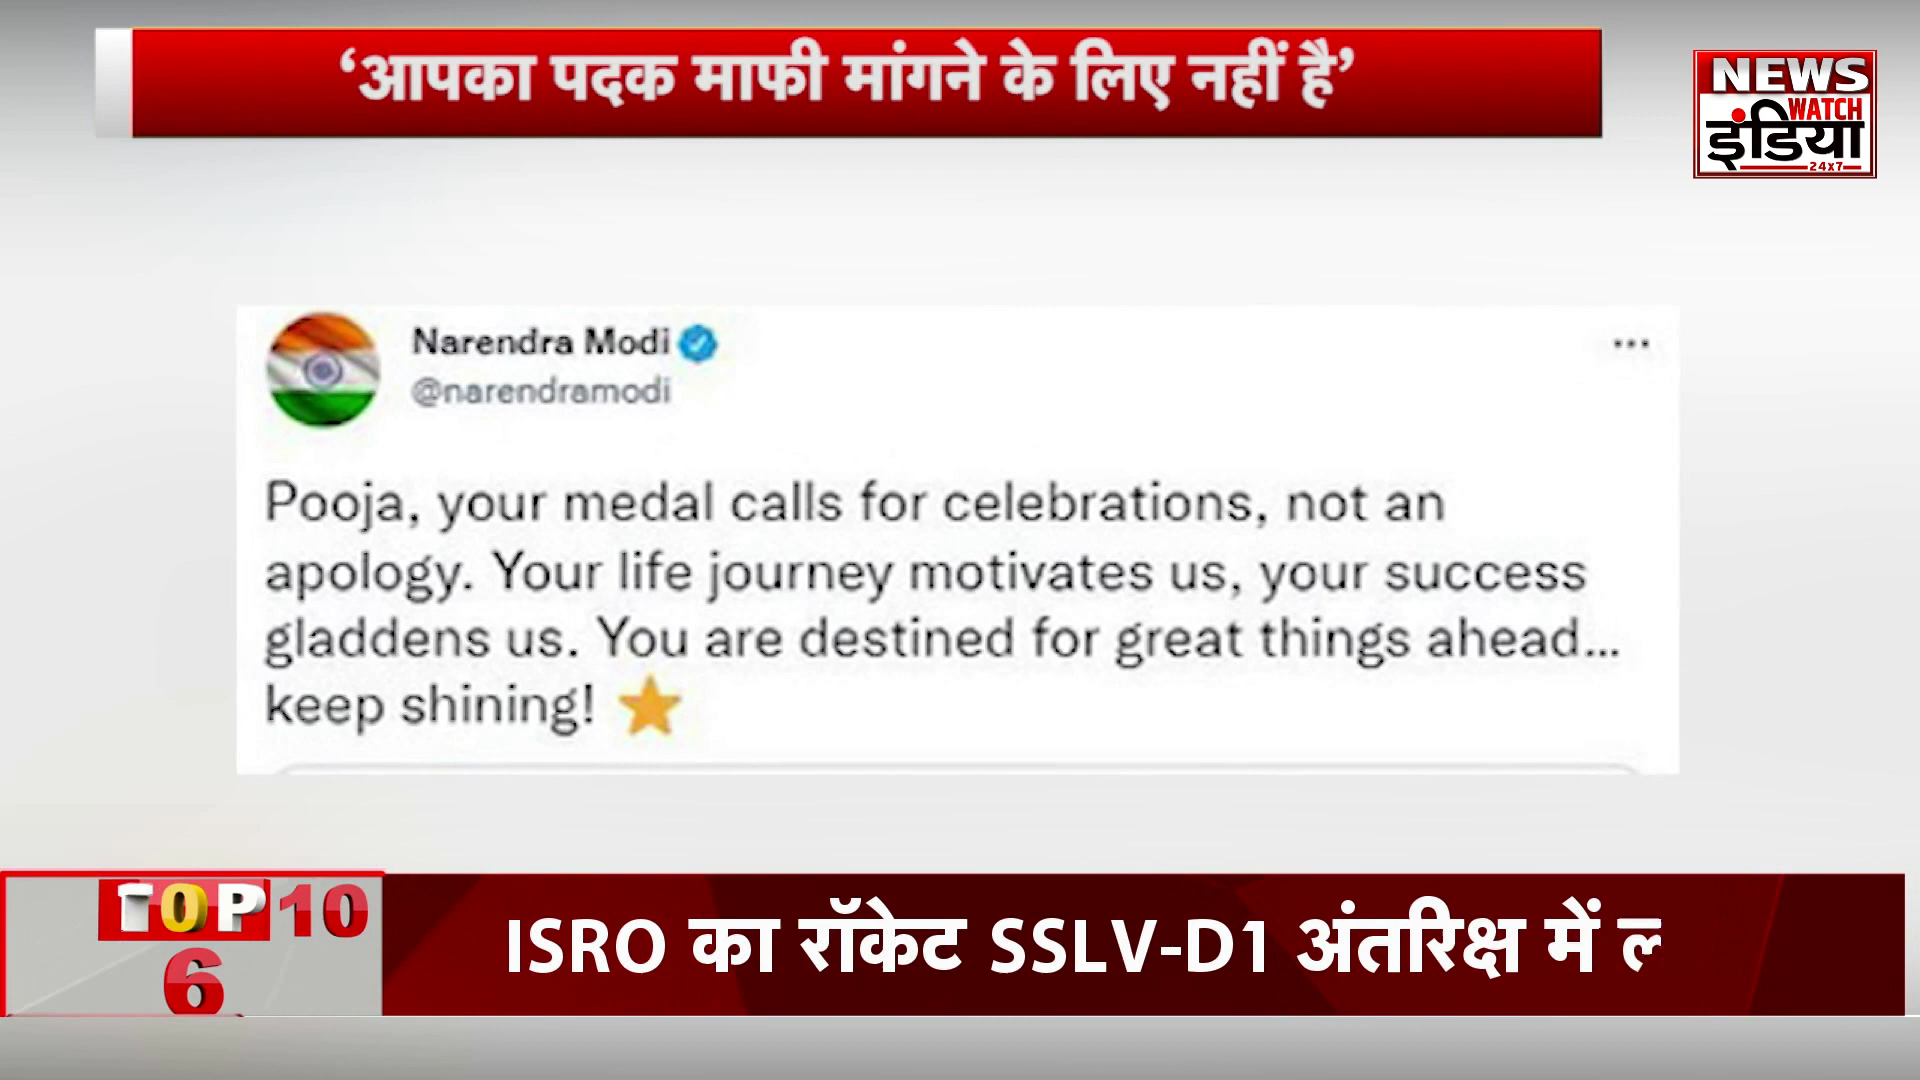 ‘आपका पदक माफी मांगने के लिए नहीं है’
NEWS
WATCH
इंडिया
24x7
Narendra Modi
@narendramodi
Pooja, your medal calls for celebrations, not an
apology. Your life journey motivates us, your success
gladdens us. You are destined for great things ahead...
keep shining!
TOP 10
6
ISRO का रॉकेट SSLV-D1 अंतरिक्ष में